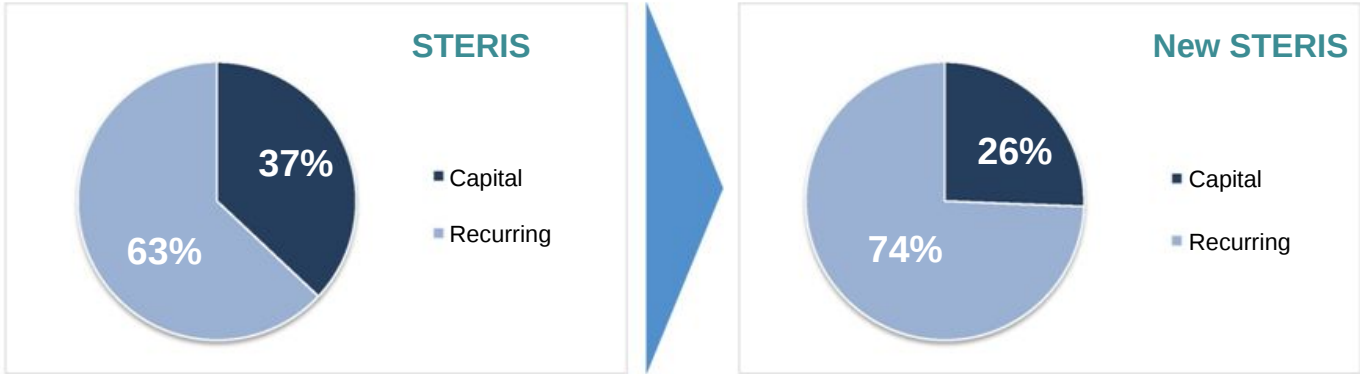 STERIS
37%
63%
Capital
Recurring
New STERIS
26%
74%
Capital
Recurring